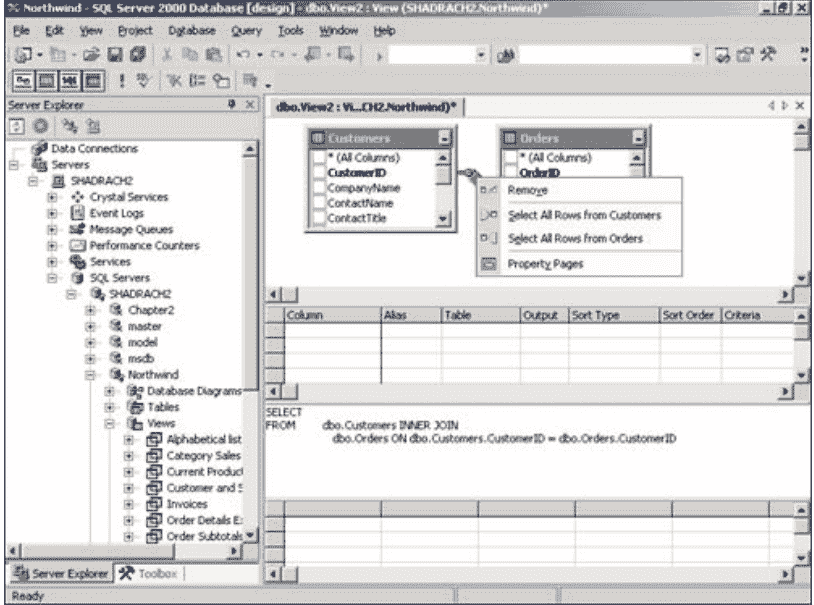 Northwind - SQL Server 2000 Database [design] - dbo.View2 : View (SHADRACH2.Northwind)*
File Edit View Project Database Query Tools Window Help
SQL
Server Explorer
dbo.View2 : Vi...CH2.Northwind)*
Data Connections
Servers
SHADRACH2
Crystal Services
Event Logs
Message Queues
Performance Counters
Services
SQL Servers
SHADRACH2
Chapter2
master
model
msdb
Northwind
Database Diagrams
Tables
Views
Alphabetical list
Category Sales
Current Product
Customer and S
Invoices
Order Details E
Order Subtotals
Server Explorer Toolbox
Customers
* (All Columns)
CustomerID
CompanyName
ContactName
ContactTitle
Orders
* (All Columns)
OrderID
Remove
Select All Rows from Customers
Select All Rows from Orders
Property Pages
Column Alias Table Output Sort Type Sort Order Criteria
SELECT
FROM dbo.Customers INNER JOIN
dbo.Orders ON dbo.Customers.CustomerID = dbo.Orders.CustomerID
Ready